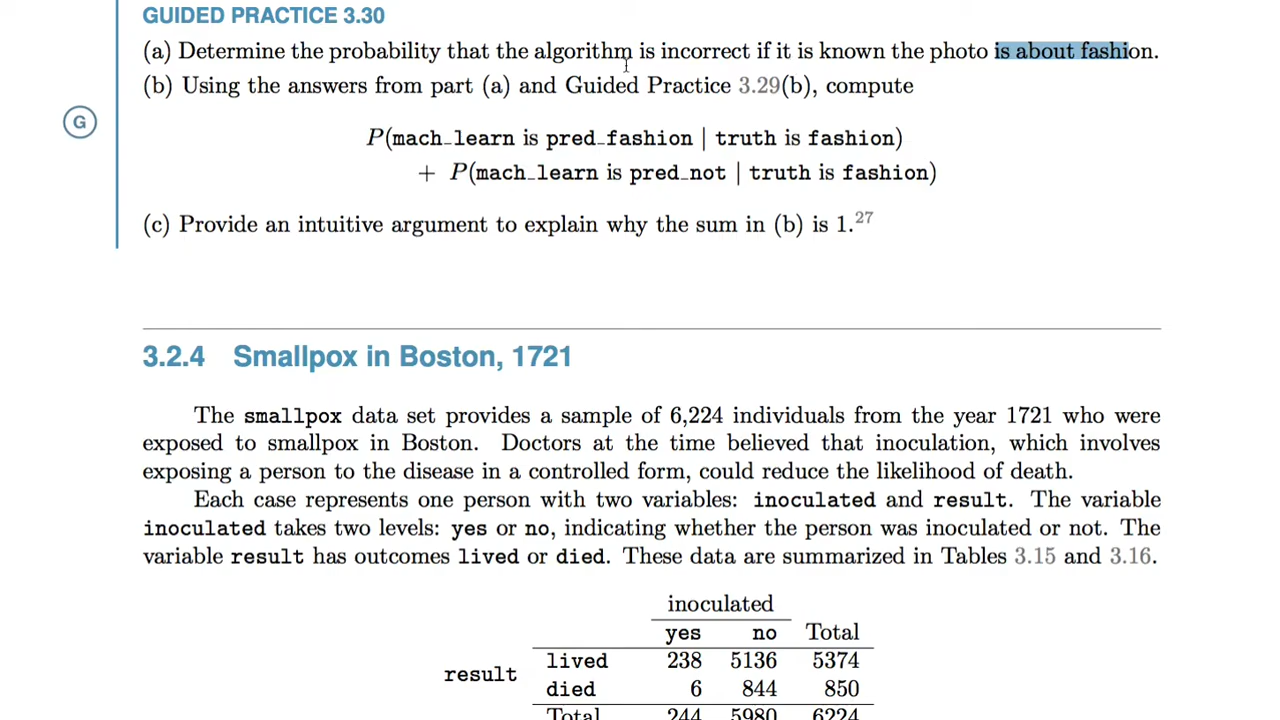 GUIDED PRACTICE 3.30
(a) Determine the probability that the algorithm is incorrect if it is known the photo is about fashion.
(b) Using the answers from part (a) and Guided Practice 3.29(b), compute
G
P(mach_learn is pred_fashion | truth is fashion)
+ P(mach_learn is pred_not | truth is fashion)
(c) Provide an intuitive argument to explain why the sum in (b) is 1.27
3.2.4 Smallpox in Boston, 1721
The smallpox data set provides a sample of 6,224 individuals from the year 1721 who were
exposed to smallpox in Boston. Doctors at the time believed that inoculation, which involves
exposing a person to the disease in a controlled form, could reduce the likelihood of death.
Each case represents one person with two variables: inoculated and result. The variable
inoculated takes two levels: yes or no, indicating whether the person was inoculated or not. The
variable result has outcomes lived or died. These data are summarized in Tables 3.15 and 3.16.
inoculated
yes no Total
lived 238 5136 5374
result
died 6 844 850
Total 244 5980 6224